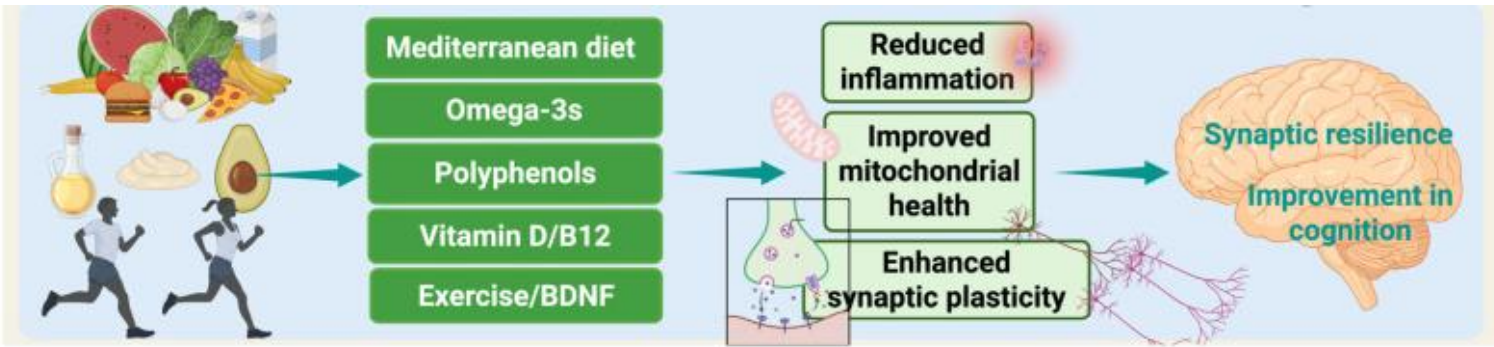 Mediterranean diet
Omega-3s
Polyphenols
Vitamin D/B12
Exercise/BDNF
Reduced
inflammation
Improved
mitochondrial
health
Enhanced
synaptic plasticity
Synaptic resilience
Improvement in
cognition